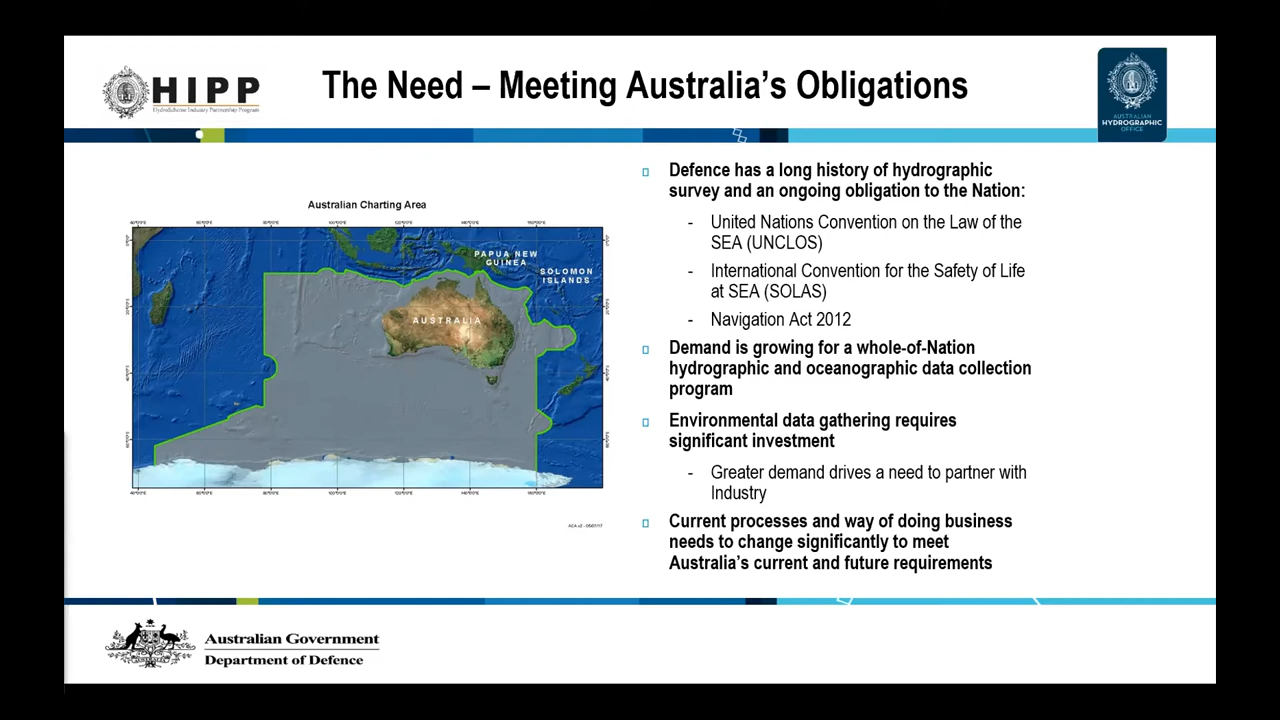 HIPP
HydroScheme Industry Partnership Program
The Need – Meeting Australia's Obligations
AUSTRALIAN
HYDROGRAPHIC
OFFICE
Australian Charting Area
PAPUA NEW
GUINEA
SOLOMON
ISLANDS
AUSTRALIA
Defence has a long history of hydrographic
survey and an ongoing obligation to the Nation:
- United Nations Convention on the Law of the
SEA (UNCLOS)
- International Convention for the Safety of Life
at SEA (SOLAS)
- Navigation Act 2012
Demand is growing for a whole-of-Nation
hydrographic and oceanographic data collection
program
Environmental data gathering requires
significant investment
- Greater demand drives a need to partner with
Industry
Current processes and way of doing business
needs to change significantly to meet
Australia's current and future requirements
Australian Government
Department of Defence